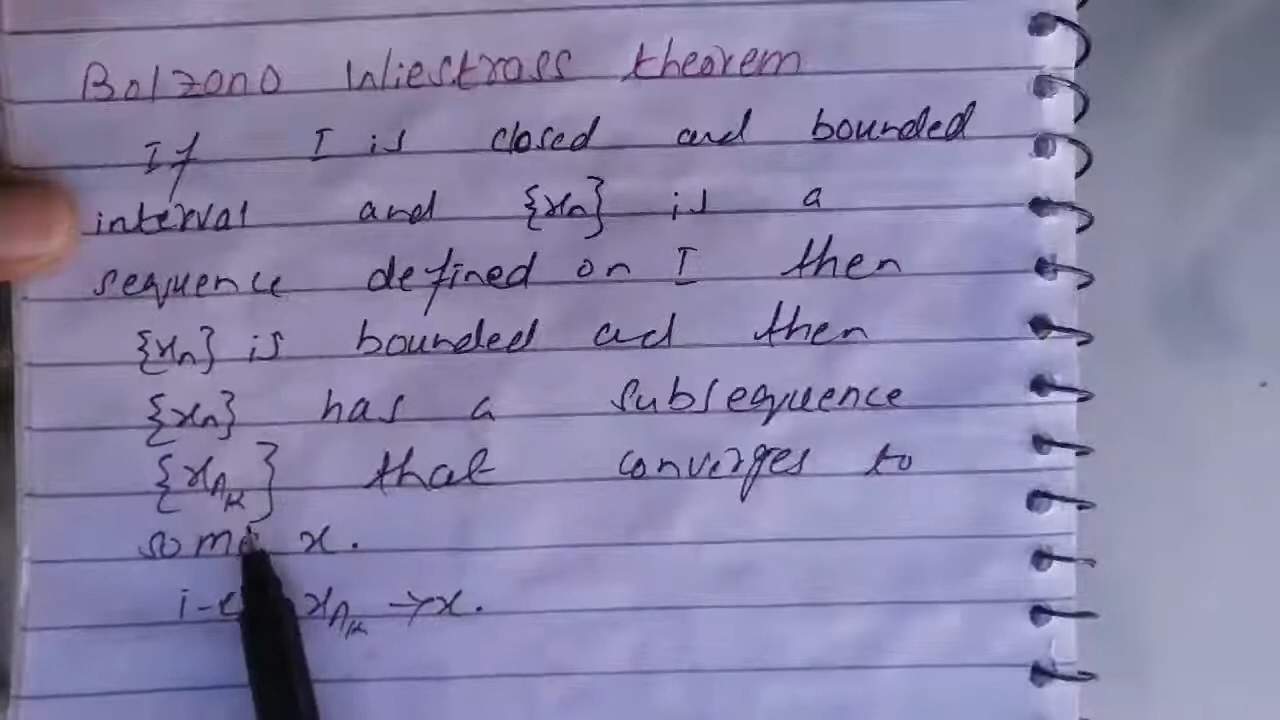 Bolzono Wiestrass theorem
If I is closed and bounded
interval and {xn} is a
sequence defined on I then
{xn} is bounded and then
{xn} has a subsequence
{xnk} that converges to
some x.
i-e xnk → x.